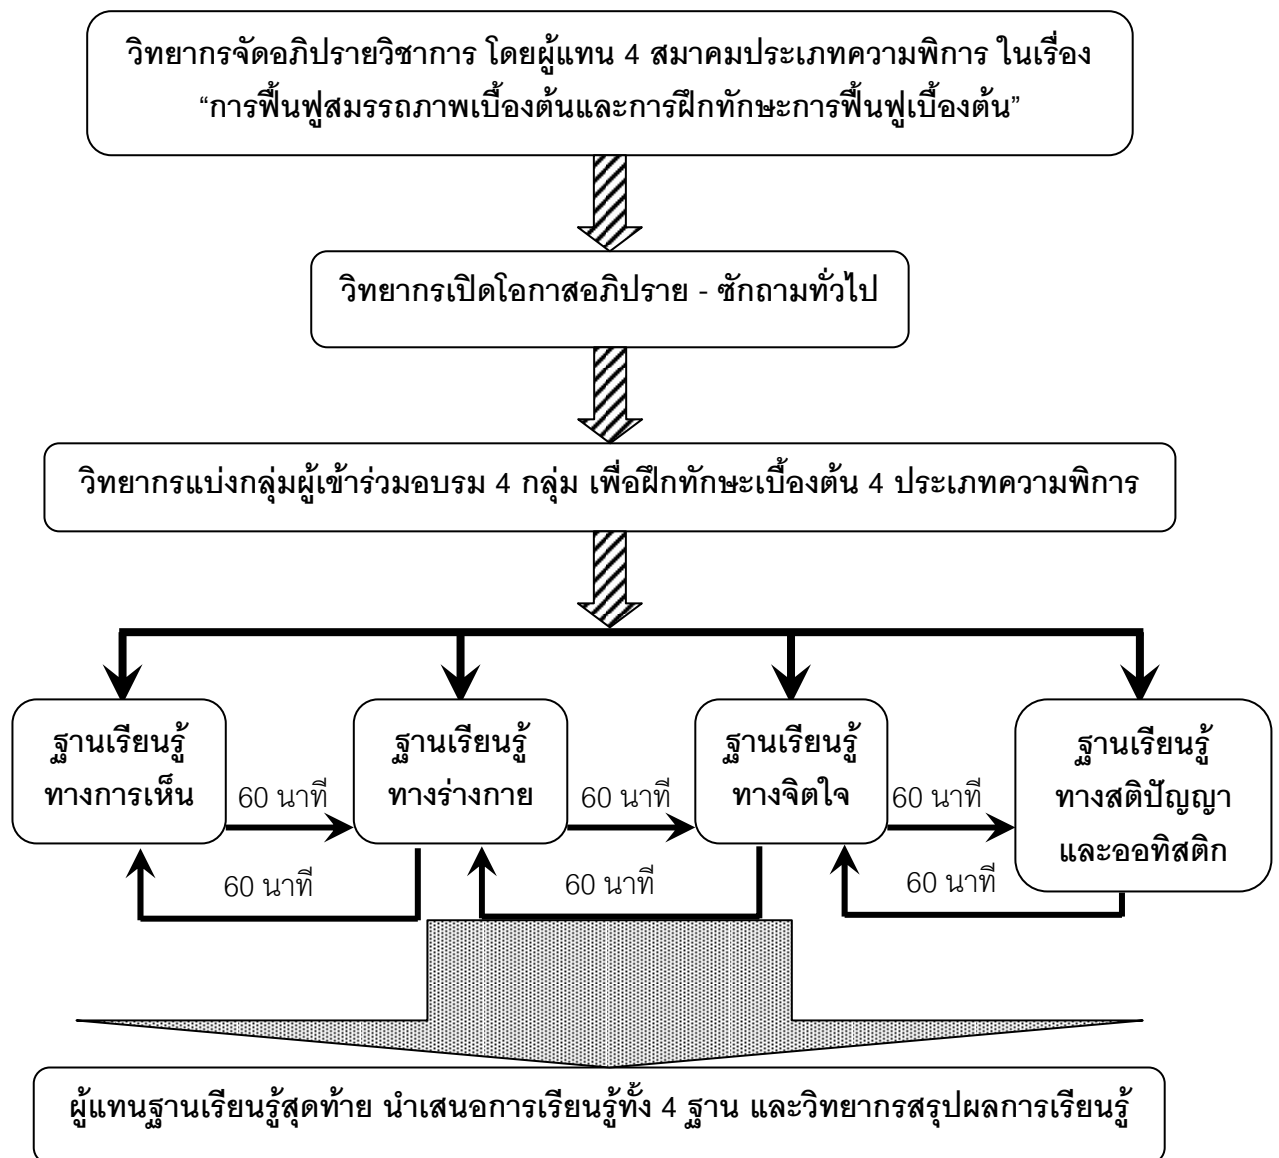 วิทยากรจัดอภิปรายวิชาการ โดยผู้แทน 4 สมาคมประเภทความพิการ ในเรื่อง
“การฟื้นฟูสมรรถภาพเบื้องต้นและการฝึกทักษะการฟื้นฟูเบื้องต้น”
วิทยากรเปิดโอกาสอภิปราย - ซักถามทั่วไป
วิทยากรแบ่งกลุ่มผู้เข้าร่วมอบรม 4 กลุ่ม เพื่อฝึกทักษะเบื้องต้น 4 ประเภทความพิการ
ฐานเรียนรู้
ทางการเห็น
60 นาที
ฐานเรียนรู้
ทางร่างกาย
60 นาที
ฐานเรียนรู้
ทางจิตใจ
60 นาที
ฐานเรียนรู้
ทางสติปัญญา
และออทิสติก
60 นาที
60 นาที
60 นาที
ผู้แทนฐานเรียนรู้สุดท้าย นำเสนอการเรียนรู้ทั้ง 4 ฐาน และวิทยากรสรุปผลการเรียนรู้